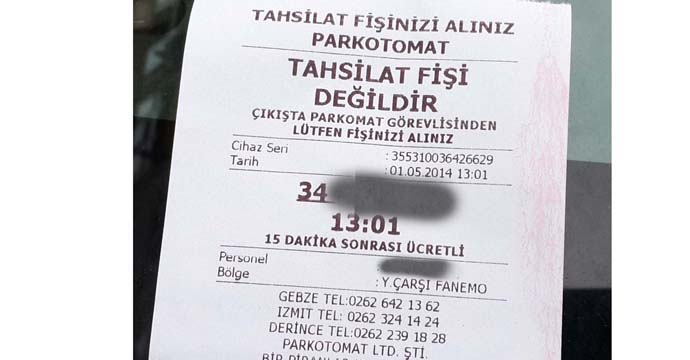 TAHSİLAT FİŞİNİZİ ALINIZ
PARKOTOMAT
TAHSİLAT FİŞİ
DEĞİLDİR
ÇIKIŞTA PARKOMAT GÖREVLİSİNDEN
LÜTFEN FİŞİNİZİ ALINIZ
Cihaz Seri : 355310036426629
Tarih : 01.05.2014 13:01
34
13:01
15 DAKİKA SONRASI ÜCRETLİ
Personel :
Bölge : Y.ÇARŞI FANEMO
GEBZE TEL:0262 642 13 62
IZMIT TEL: 0262 324 14 24
DERINCE TEL:0262 239 18 28
PARKOTOMAT LTD. ŞTİ.